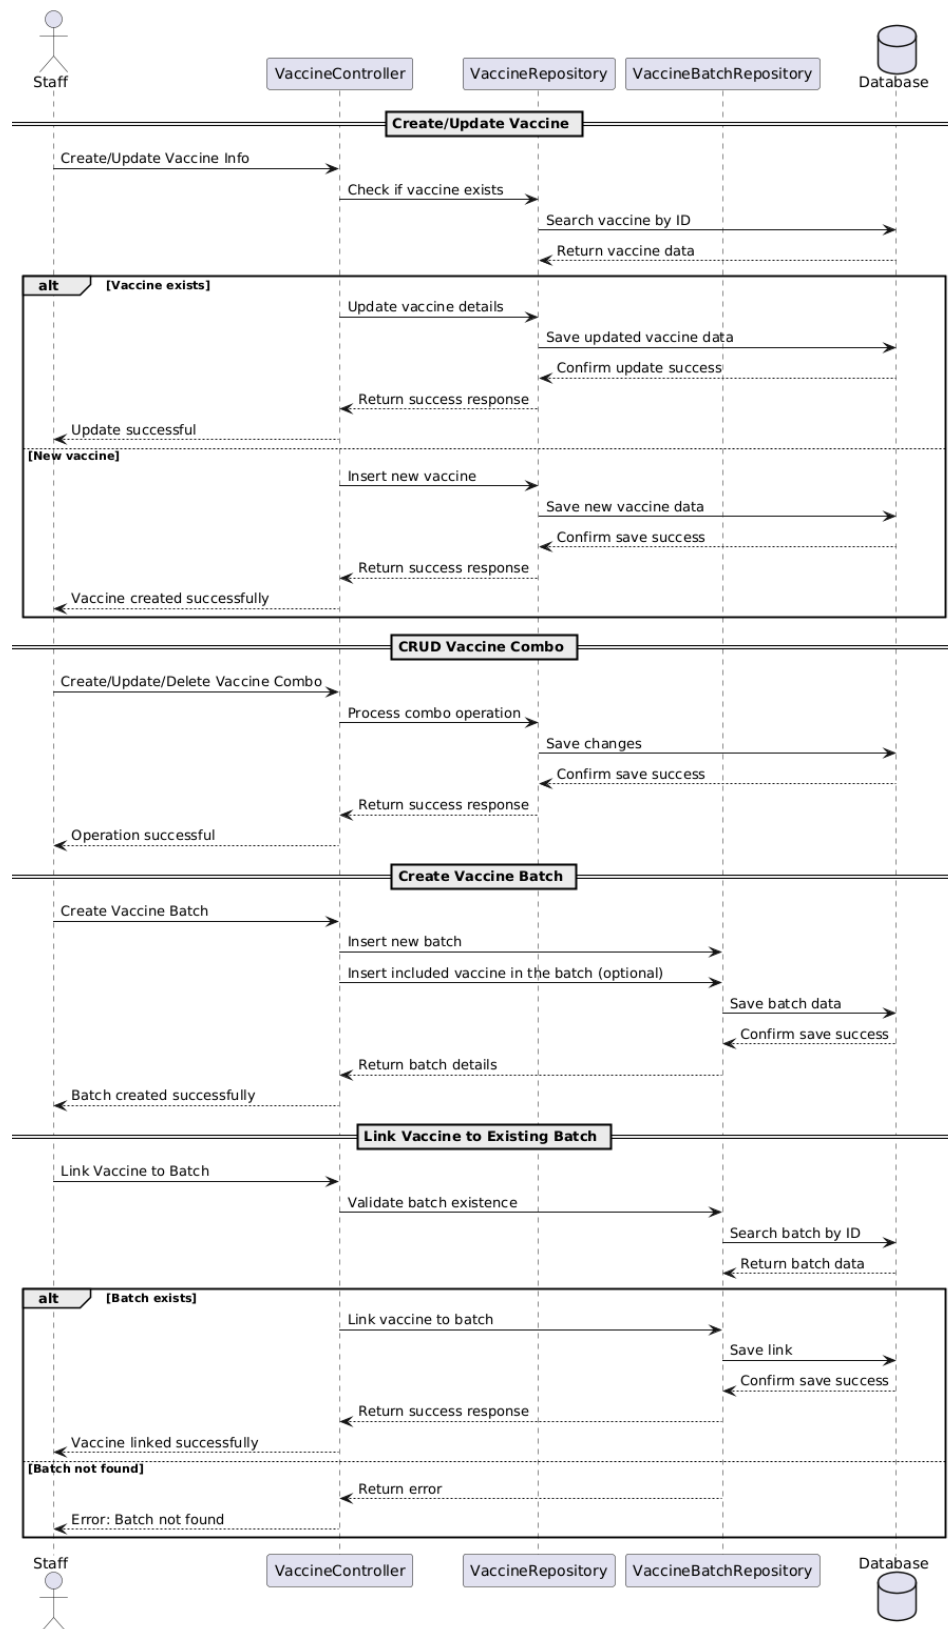 Staff
VaccineController
VaccineRepository
VaccineBatchRepository
Database
Create/Update Vaccine
Create/Update Vaccine Info
Check if vaccine exists
Search vaccine by ID
Return vaccine data
alt
[Vaccine exists]
Update vaccine details
Save updated vaccine data
Confirm update success
Return success response
Update successful
[New vaccine]
Insert new vaccine
Save new vaccine data
Confirm save success
Return success response
Vaccine created successfully
CRUD Vaccine Combo
Create/Update/Delete Vaccine Combo
Process combo operation
Save changes
Confirm save success
Return success response
Operation successful
Create Vaccine Batch
Create Vaccine Batch
Insert new batch
Insert included vaccine in the batch (optional)
Save batch data
Confirm save success
Return batch details
Batch created successfully
Link Vaccine to Existing Batch
Link Vaccine to Batch
Validate batch existence
Search batch by ID
Return batch data
alt
[Batch exists]
Link vaccine to batch
Save link
Confirm save success
Return success response
Vaccine linked successfully
[Batch not found]
Return error
Error: Batch not found
Staff
VaccineController
VaccineRepository
VaccineBatchRepository
Database